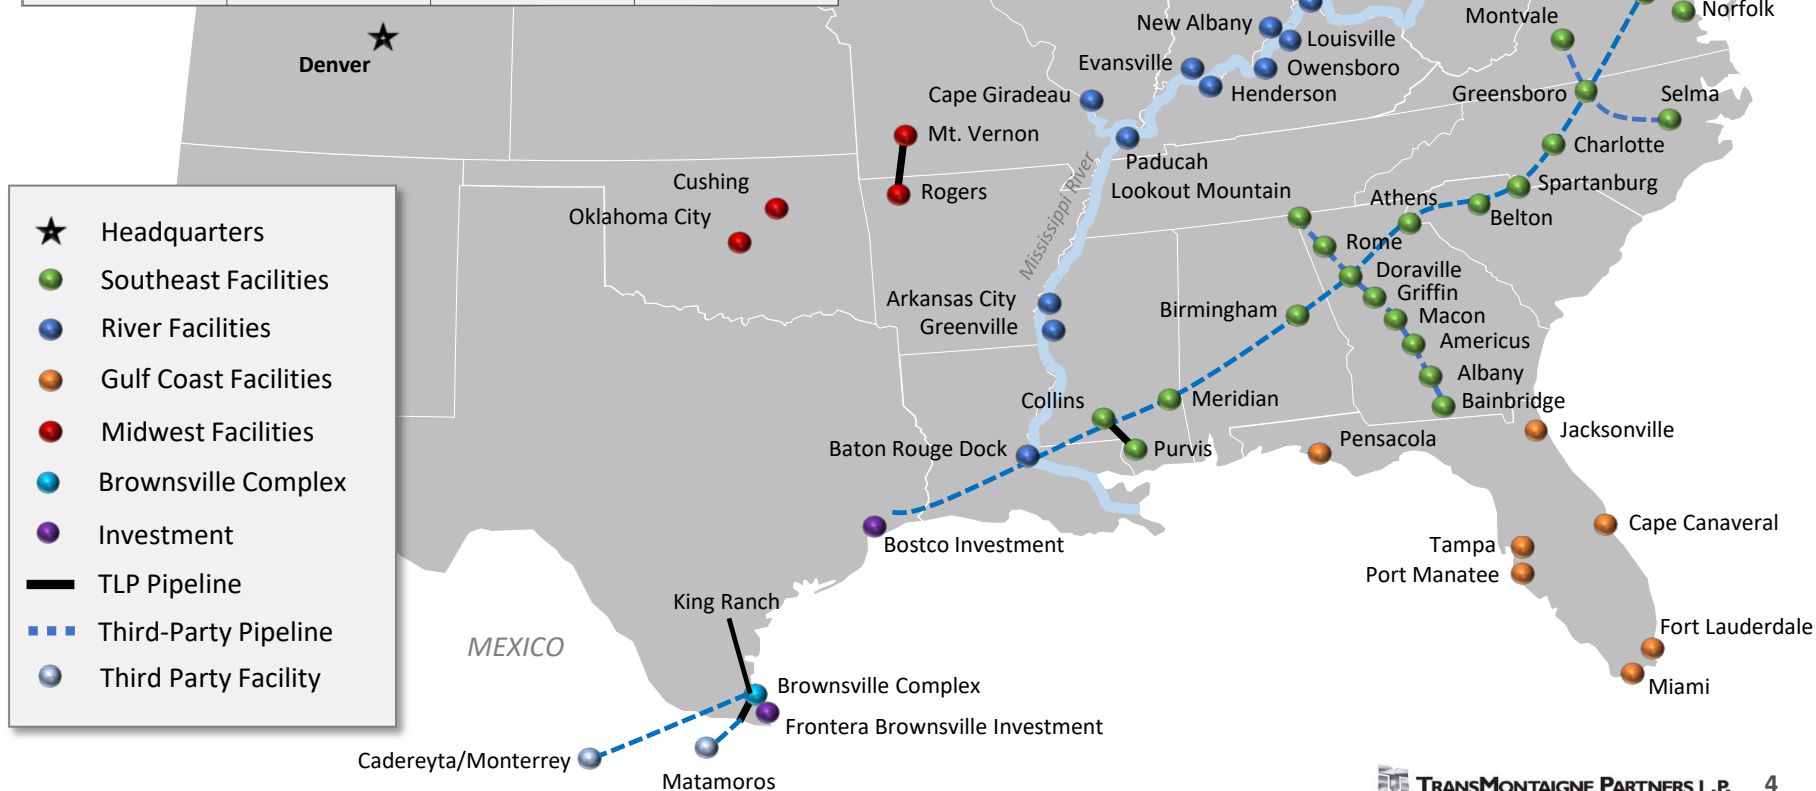 Norfolk
Montvale
New Albany
Louisville
Denver
Evansville
Owensboro
Henderson
Cape Giradeau
Greensboro
Selma
Mt. Vernon
Charlotte
Paducah
Cushing
Rogers
Lookout Mountain
Spartanburg
Athens
Oklahoma City
Belton
Mississippi River
Rome
Doraville
Griffin
Arkansas City
Birmingham
Macon
Greenville
Americus
Albany
Collins
Meridian
Bainbridge
Jacksonville
Pensacola
Baton Rouge Dock
Purvis
Cape Canaveral
Bostco Investment
Tampa
Port Manatee
King Ranch
Fort Lauderdale
MEXICO
Brownsville Complex
Miami
Frontera Brownsville Investment
Cadereyta/Monterrey
Matamoros
Headquarters
Southeast Facilities
River Facilities
Gulf Coast Facilities
Midwest Facilities
Brownsville Complex
Investment
TLP Pipeline
Third-Party Pipeline
Third Party Facility
TRANSMONTAIGNE PARTNERS L.P. 4